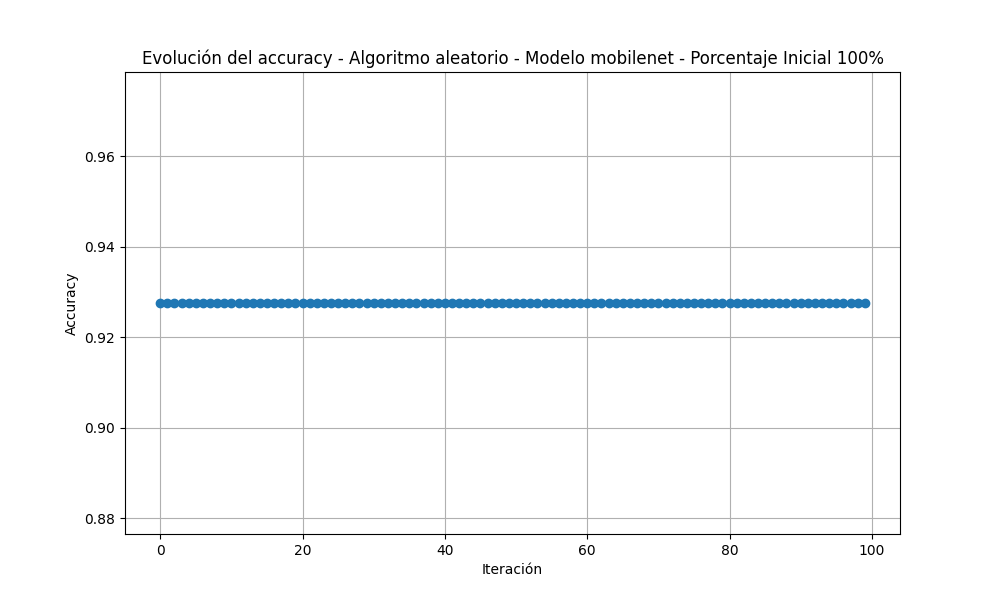 Evolución del accuracy - Algoritmo aleatorio - Modelo mobilenet - Porcentaje Inicial 100%
0.96
0.94
0.92
0.90
0.88
Accuracy
0 20 40 60 80 100
Iteración